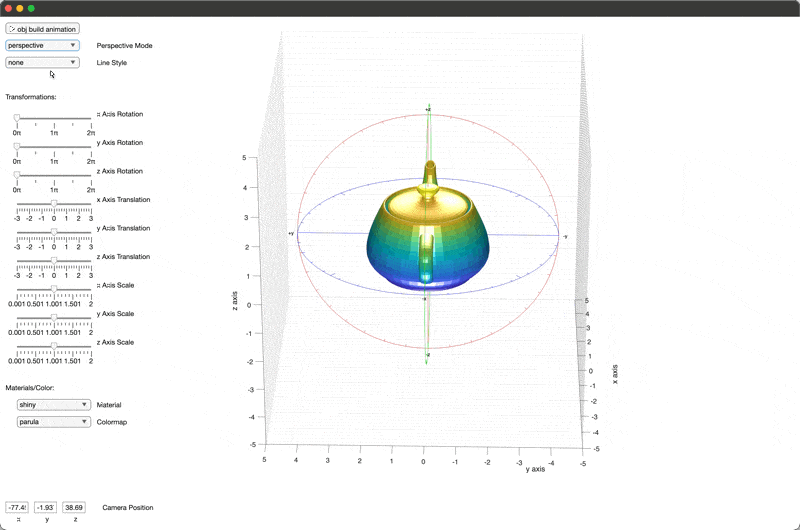 obj build animation
perspective
Perspective Mode
none
Line Style
Transformations:
x Axis Rotation
0π 1π 2π
y Axis Rotation
0π 1π 2π
z Axis Rotation
0π 1π 2π
x Axis Translation
-3 -2 -1 0 1 2 3
y Axis Translation
-3 -2 -1 0 1 2 3
z Axis Translation
-3 -2 -1 0 1 2 3
x Axis Scale
0.001 0.501 1.001 1.501 2
y Axis Scale
0.001 0.501 1.001 1.501 2
z Axis Scale
0.001 0.501 1.001 1.501 2
Materials/Color:
shiny
Material
parula
Colormap
-77.4
-1.93
38.69
Camera Position
x y z
5
4
3
2
1
0
-1
-2
-3
-4
-5
z axis
+z
+y
-y
-z
5 4 3 2 1 0 -1 -2 -3 -4 -5
y axis
5
4
3
2
1
0
-1
-2
-3
-4
-5
x axis